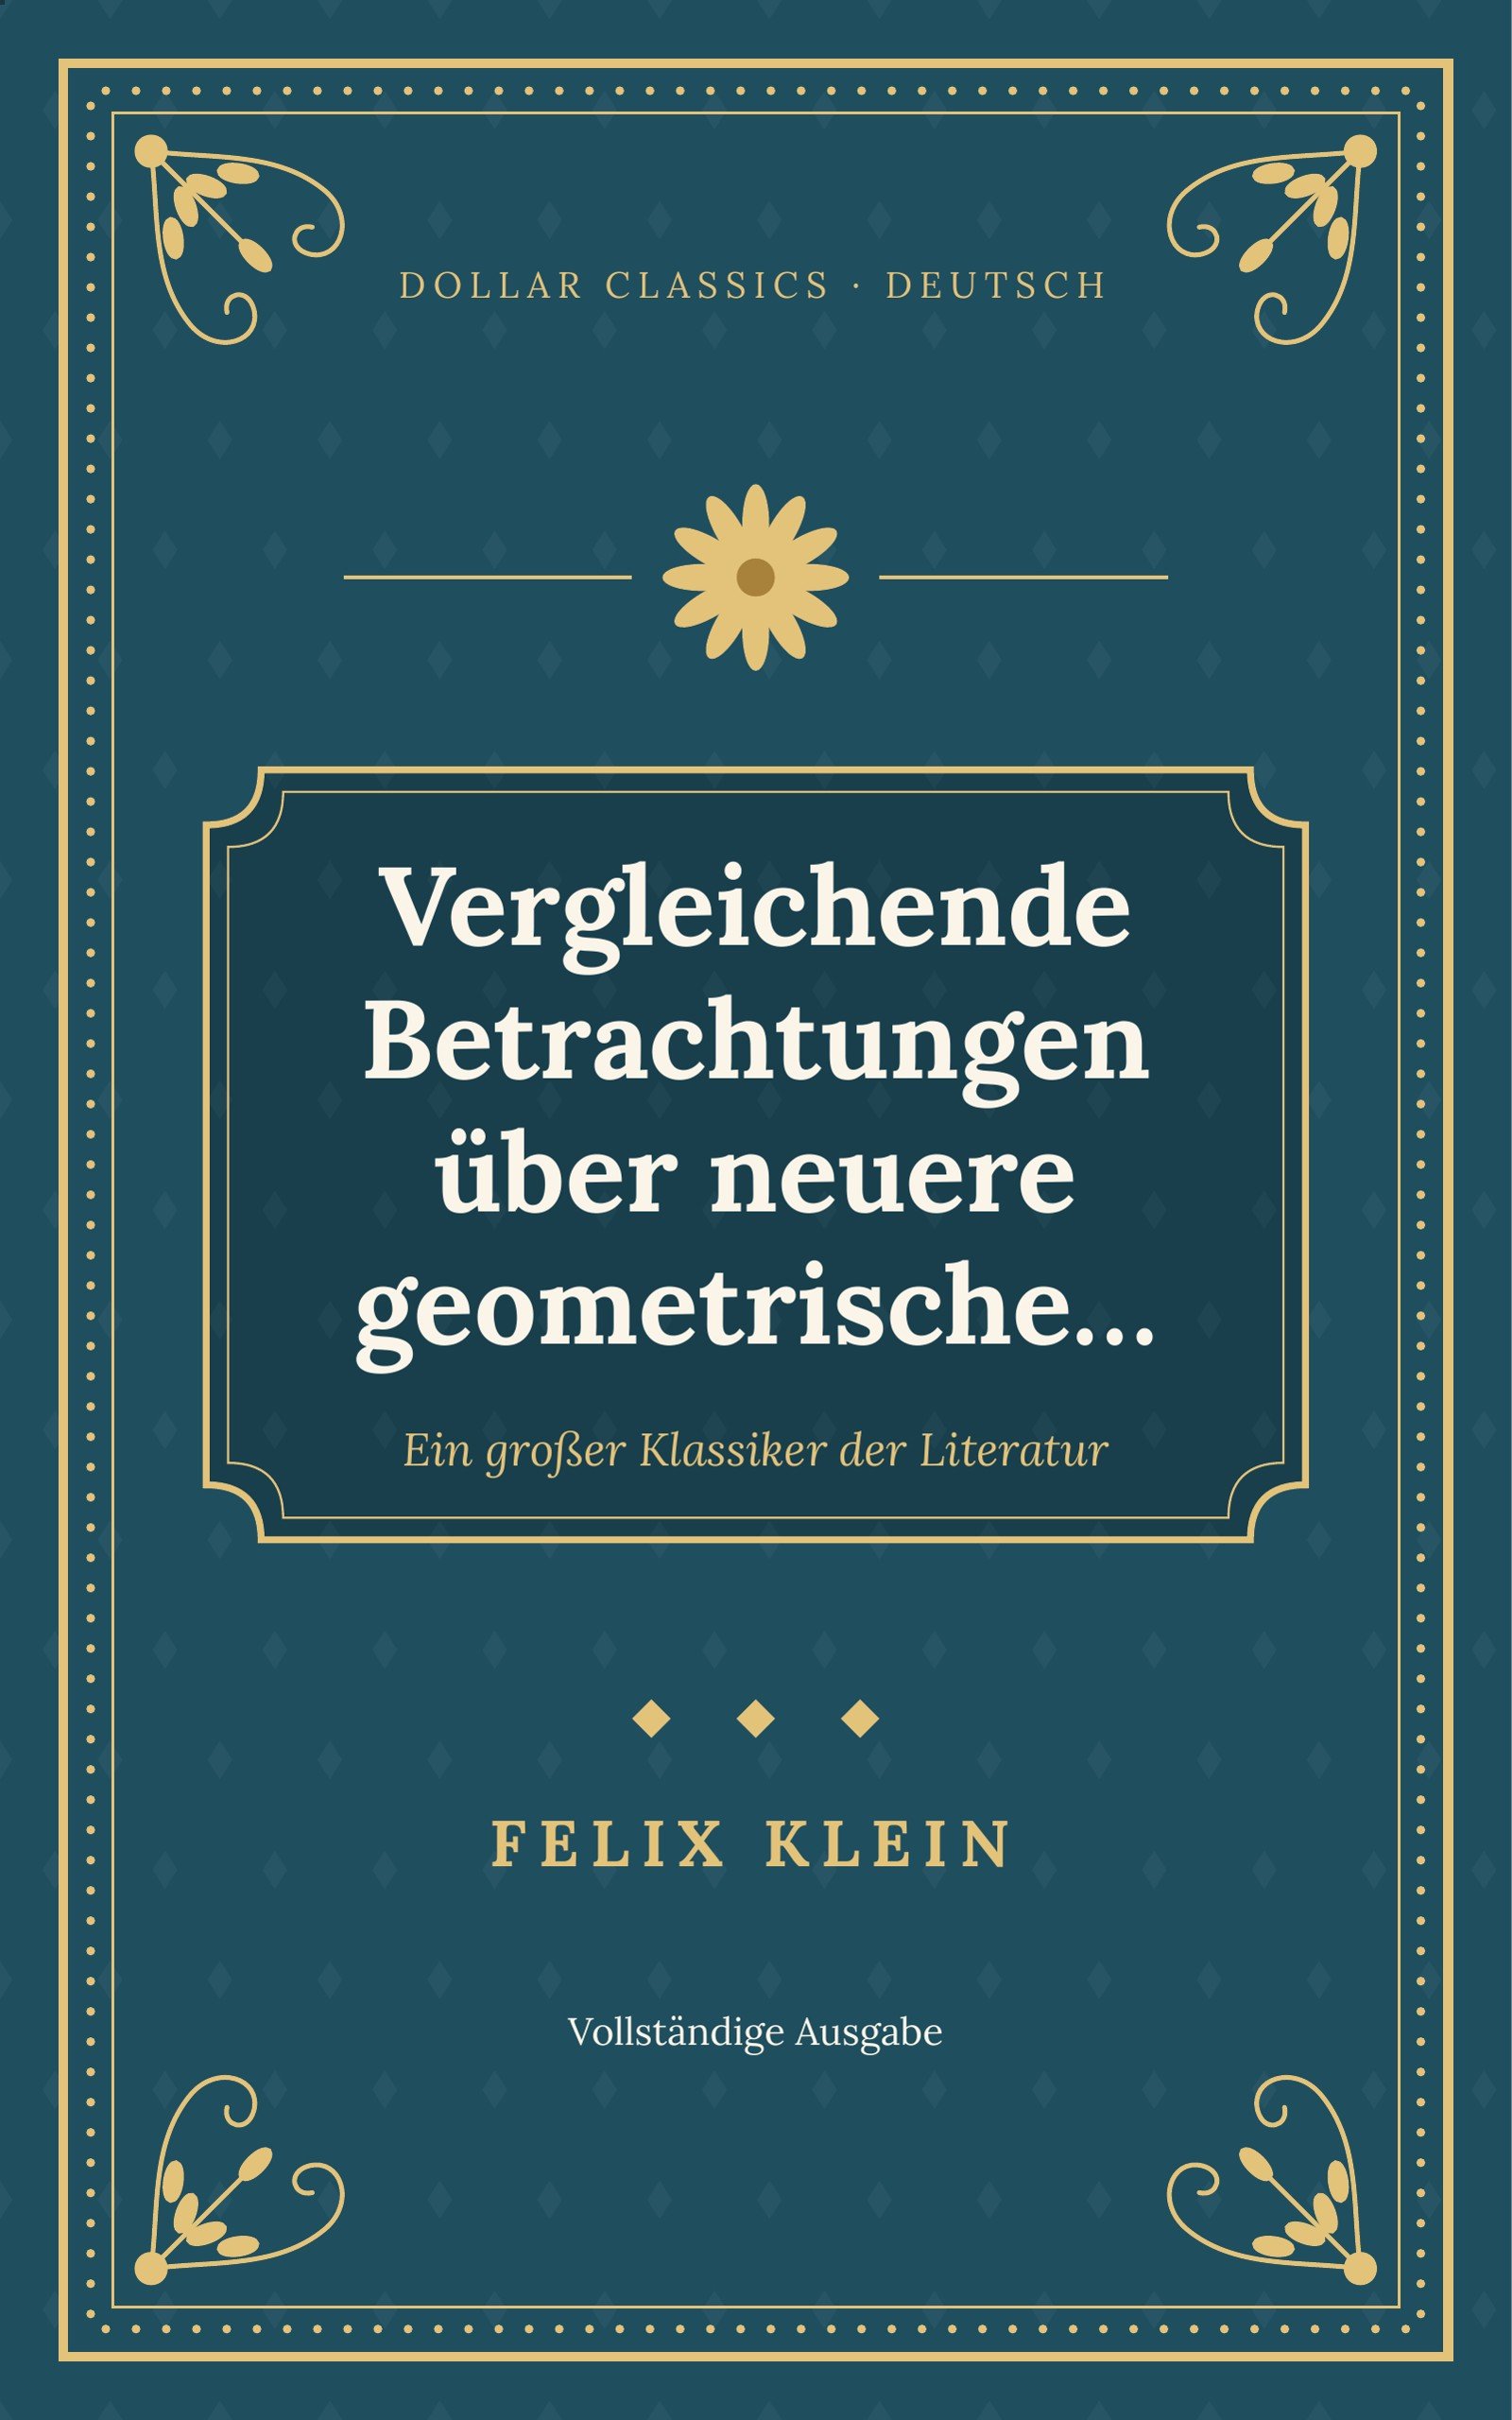 DOLLAR CLASSICS · DEUTSCH
Vergleichende
Betrachtungen
über neuere
geometrische...
Ein großer Klassiker der Literatur
FELIX KLEIN
Vollständige Ausgabe